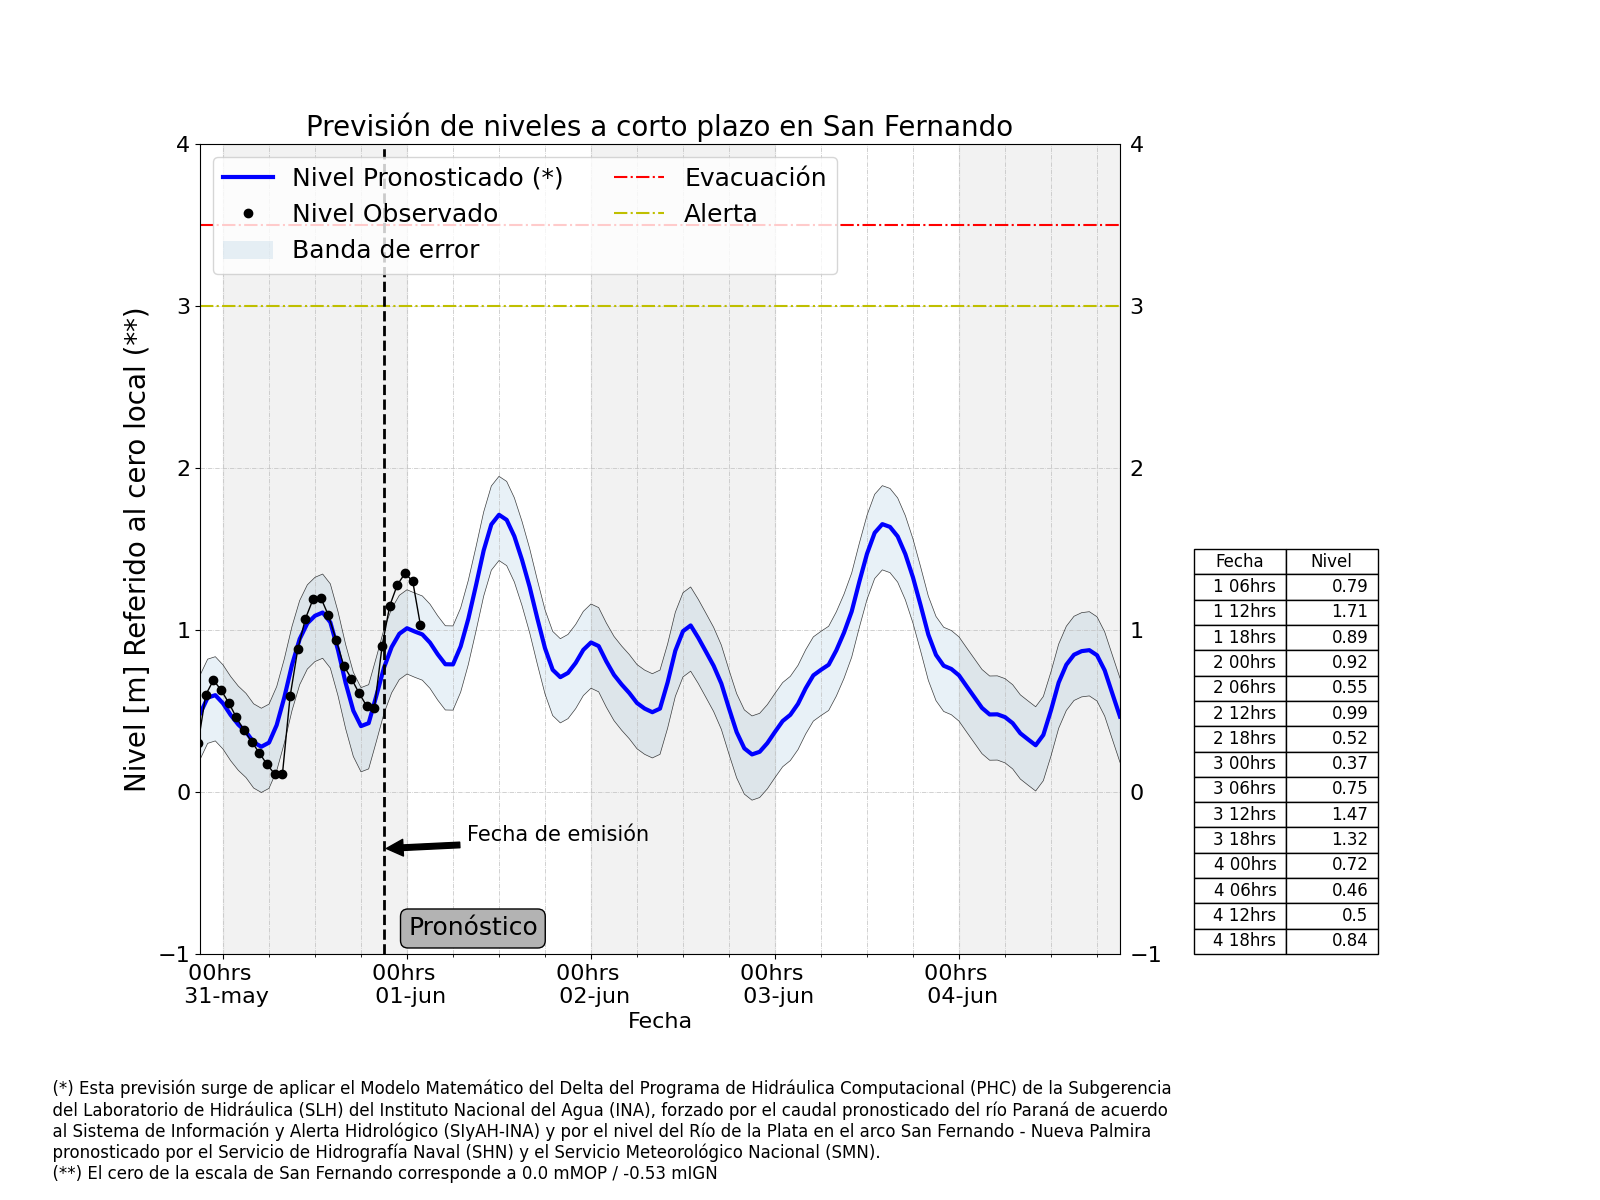 Previsión de niveles a corto plazo en San Fernando
Nivel Pronosticado (*)
Nivel Observado
Banda de error
Evacuación
Alerta
Nivel [m] Referido al cero local (**)
4
3
2
1
0
−1
4
3
2
1
0
−1
Fecha de emisión
Pronóstico
00hrs
31-may
00hrs
01-jun
00hrs
02-jun
00hrs
03-jun
00hrs
04-jun
Fecha
Fecha Nivel
1 06hrs 0.79
1 12hrs 1.71
1 18hrs 0.89
2 00hrs 0.92
2 06hrs 0.55
2 12hrs 0.99
2 18hrs 0.52
3 00hrs 0.37
3 06hrs 0.75
3 12hrs 1.47
3 18hrs 1.32
4 00hrs 0.72
4 06hrs 0.46
4 12hrs 0.5
4 18hrs 0.84
(*) Esta previsión surge de aplicar el Modelo Matemático del Delta del Programa de Hidráulica Computacional (PHC) de la Subgerencia
del Laboratorio de Hidráulica (SLH) del Instituto Nacional del Agua (INA), forzado por el caudal pronosticado del río Paraná de acuerdo
al Sistema de Información y Alerta Hidrológico (SIyAH-INA) y por el nivel del Río de la Plata en el arco San Fernando - Nueva Palmira
pronosticado por el Servicio de Hidrografía Naval (SHN) y el Servicio Meteorológico Nacional (SMN).
(**) El cero de la escala de San Fernando corresponde a 0.0 mMOP / -0.53 mIGN